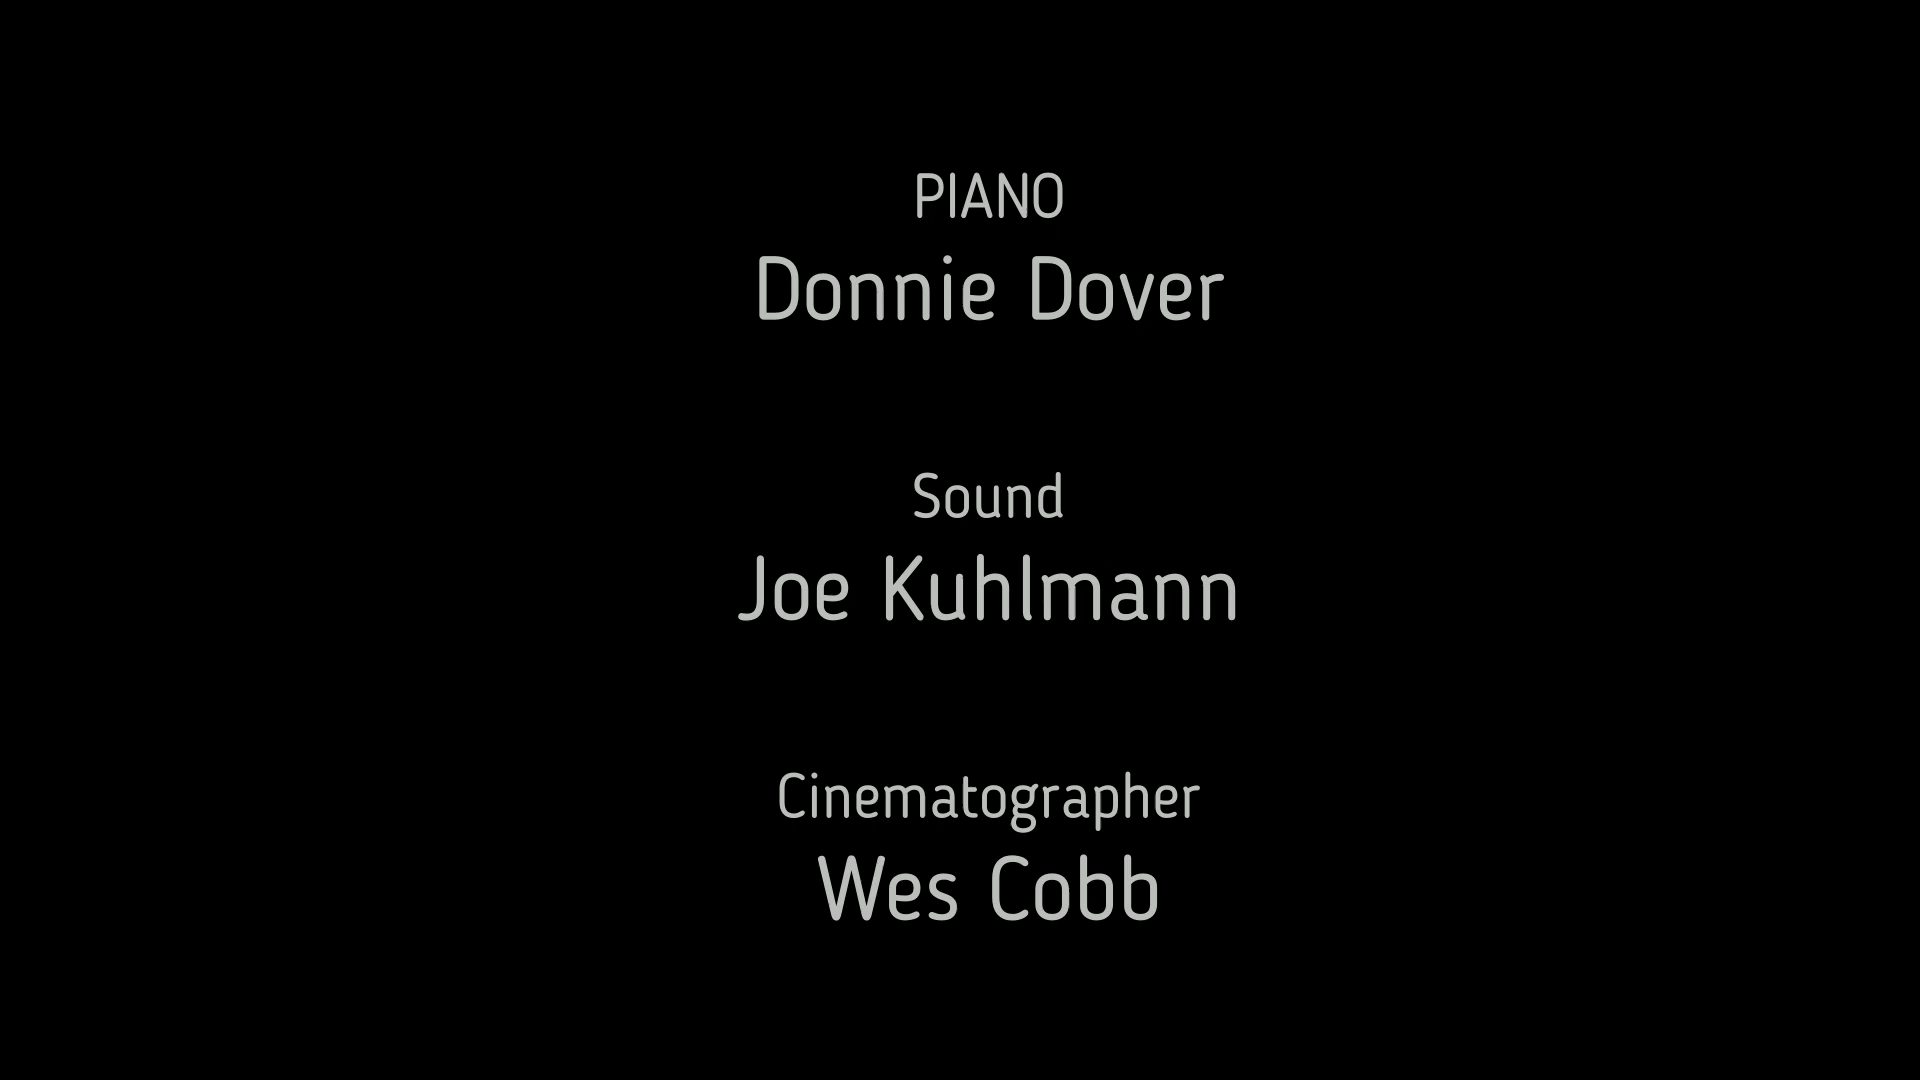 PIANO
Donnie Dover
Sound
Joe Kuhlmann
Cinematographer
Wes Cobb